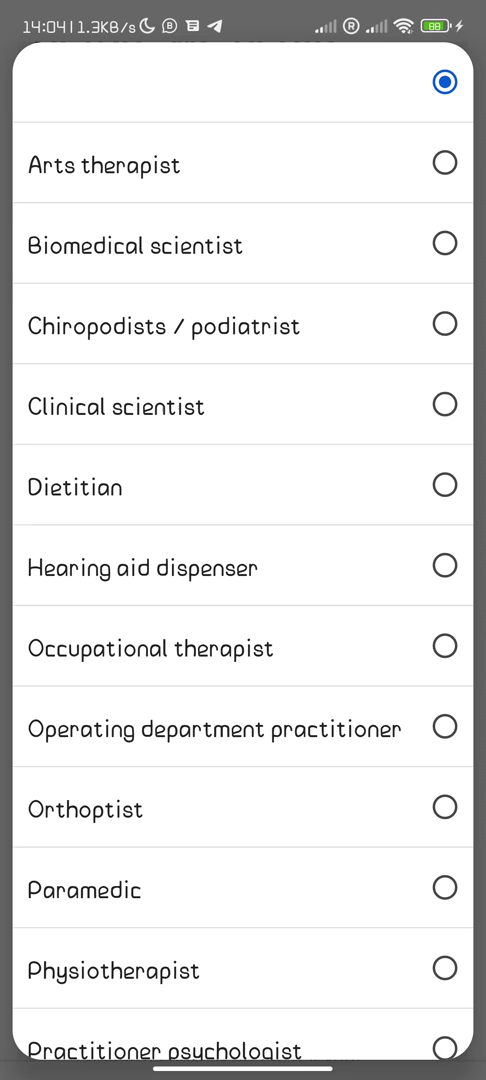 14:04 | 1.3KB/s
88
Arts therapist
Biomedical scientist
Chiropodists / podiatrist
Clinical scientist
Dietitian
Hearing aid dispenser
Occupational therapist
Operating department practitioner
Orthoptist
Paramedic
Physiotherapist
Practitioner psychologist